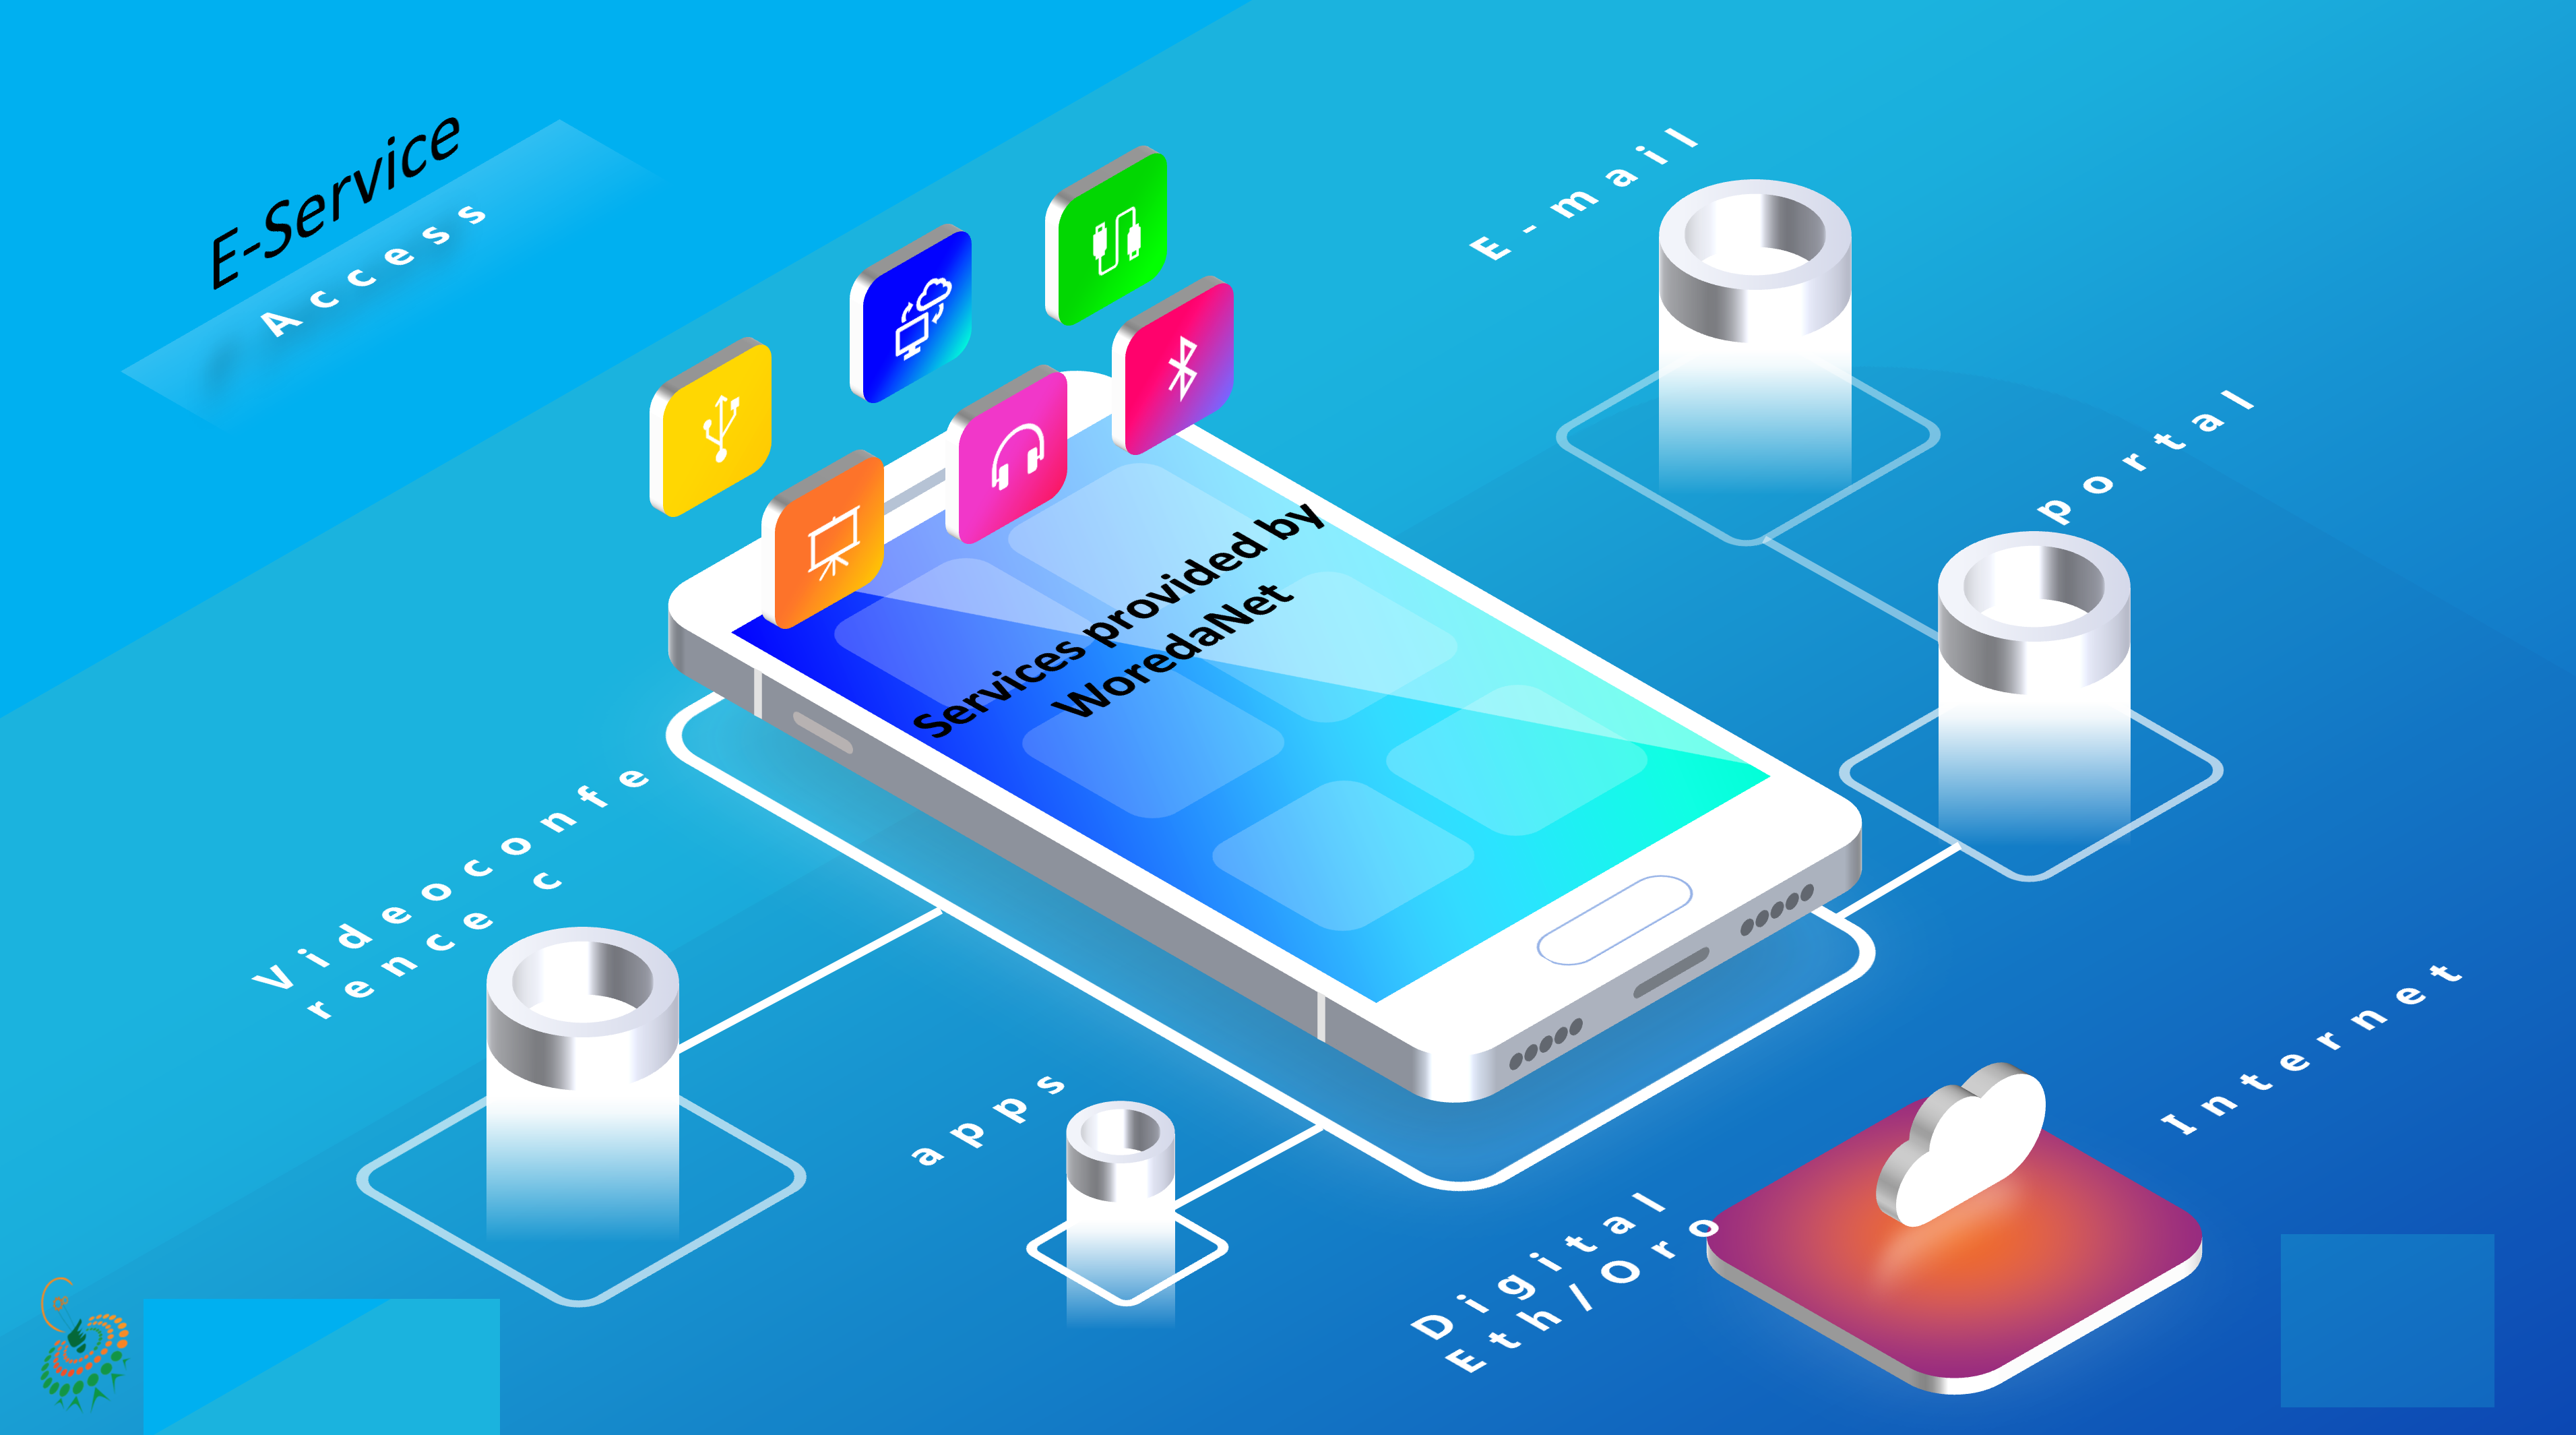 E-Service
Access
E-mail
portal
Services provided by
WoredaNet
Videoconfe
rence c
apps
Internet
Digital
Eth/Oro